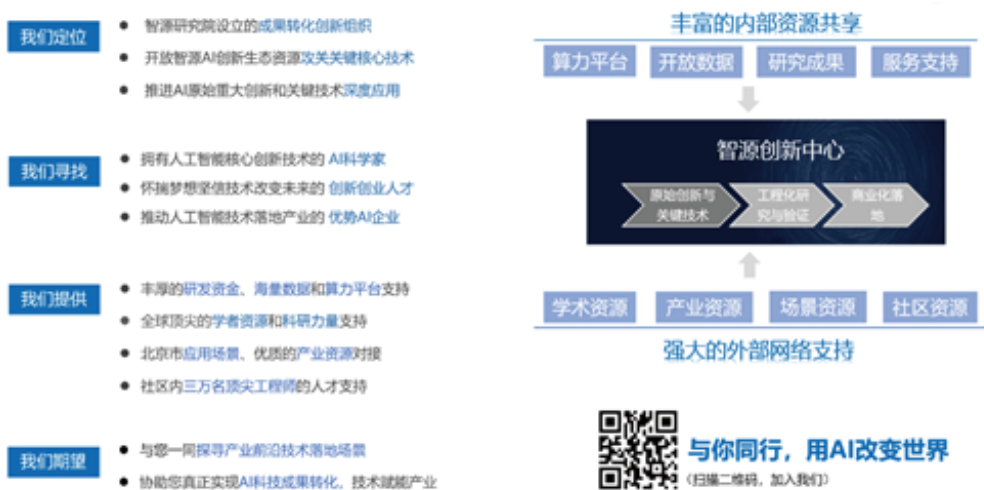 我们定位
智源研究院设立的成果转化创新组织
开放智源AI创新生态资源攻关关键核心技术
推进AI原始重大创新和关键技术深度应用
我们寻找
拥有人工智能核心创新技术的 AI科学家
怀揣梦想坚信技术改变未来的 创新创业人才
推动人工智能技术落地产业的 优势AI企业
我们提供
丰厚的研发资金、海量数据和算力平台支持
全球顶尖的学者资源和科研力量支持
北京市应用场景、优质的产业资源对接
社区内三万名顶尖工程师的人才支持
我们期望
与您一同探寻产业前沿技术落地场景
协助您真正实现AI科技成果转化，技术赋能产业
丰富的内部资源共享
算力平台
开放数据
研究成果
服务支持
智源创新中心
原始创新与
关键技术
工程化研
究与验证
商业化落
地
学术资源
产业资源
场景资源
社区资源
强大的外部网络支持
与你同行，用AI改变世界
（扫描二维码，加入我们）